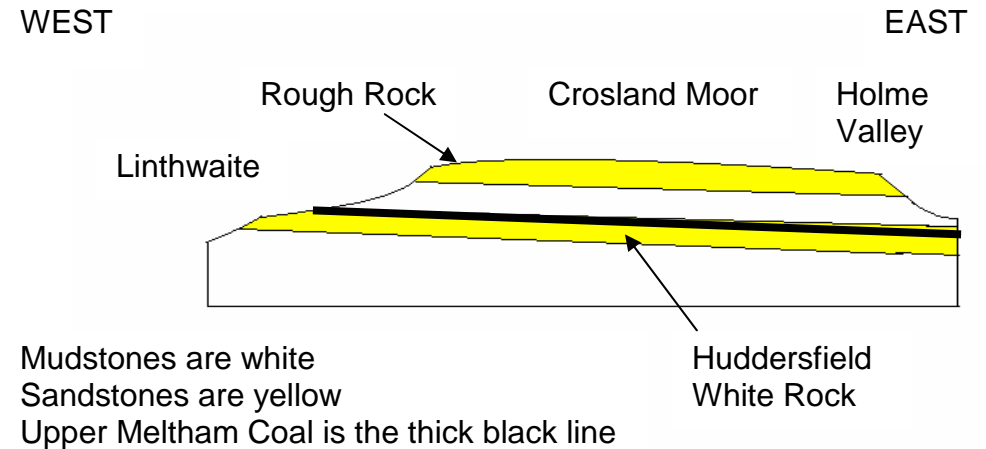 WEST
EAST
Rough Rock
Crosland Moor
Holme
Valley
Linthwaite
Mudstones are white
Sandstones are yellow
Upper Meltham Coal is the thick black line
Huddersfield
White Rock